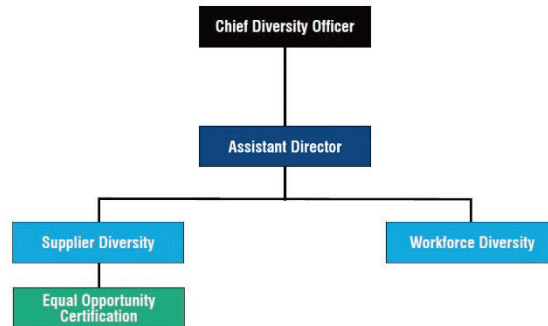 Chief Diversity Officer
Assistant Director
Supplier Diversity
Workforce Diversity
Equal Opportunity
Certification